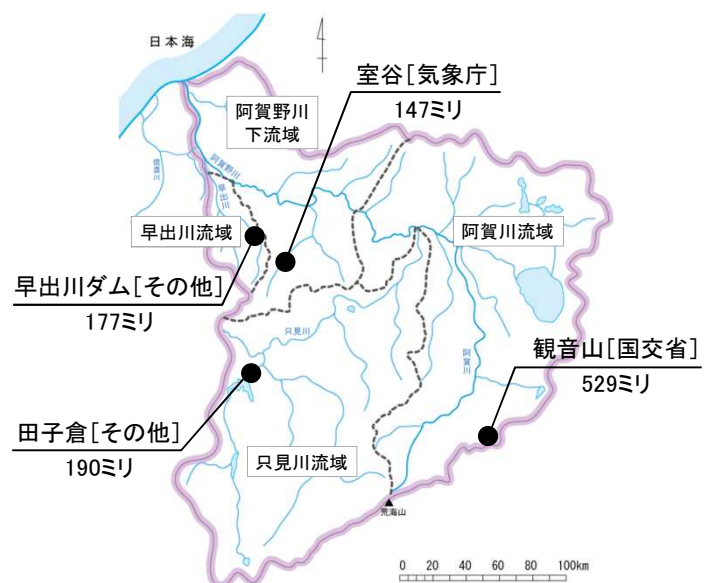 日本海
室谷[気象庁]
147ミリ
阿賀野川
下流域
阿賀野川
早出川
早出川流域
阿賀川流域
早出川ダム[その他]
177ミリ
只見川
阿賀川
観音山[国交省]
529ミリ
田子倉[その他]
190ミリ
只見川流域
荒海山
0 20 40 60 80 100km